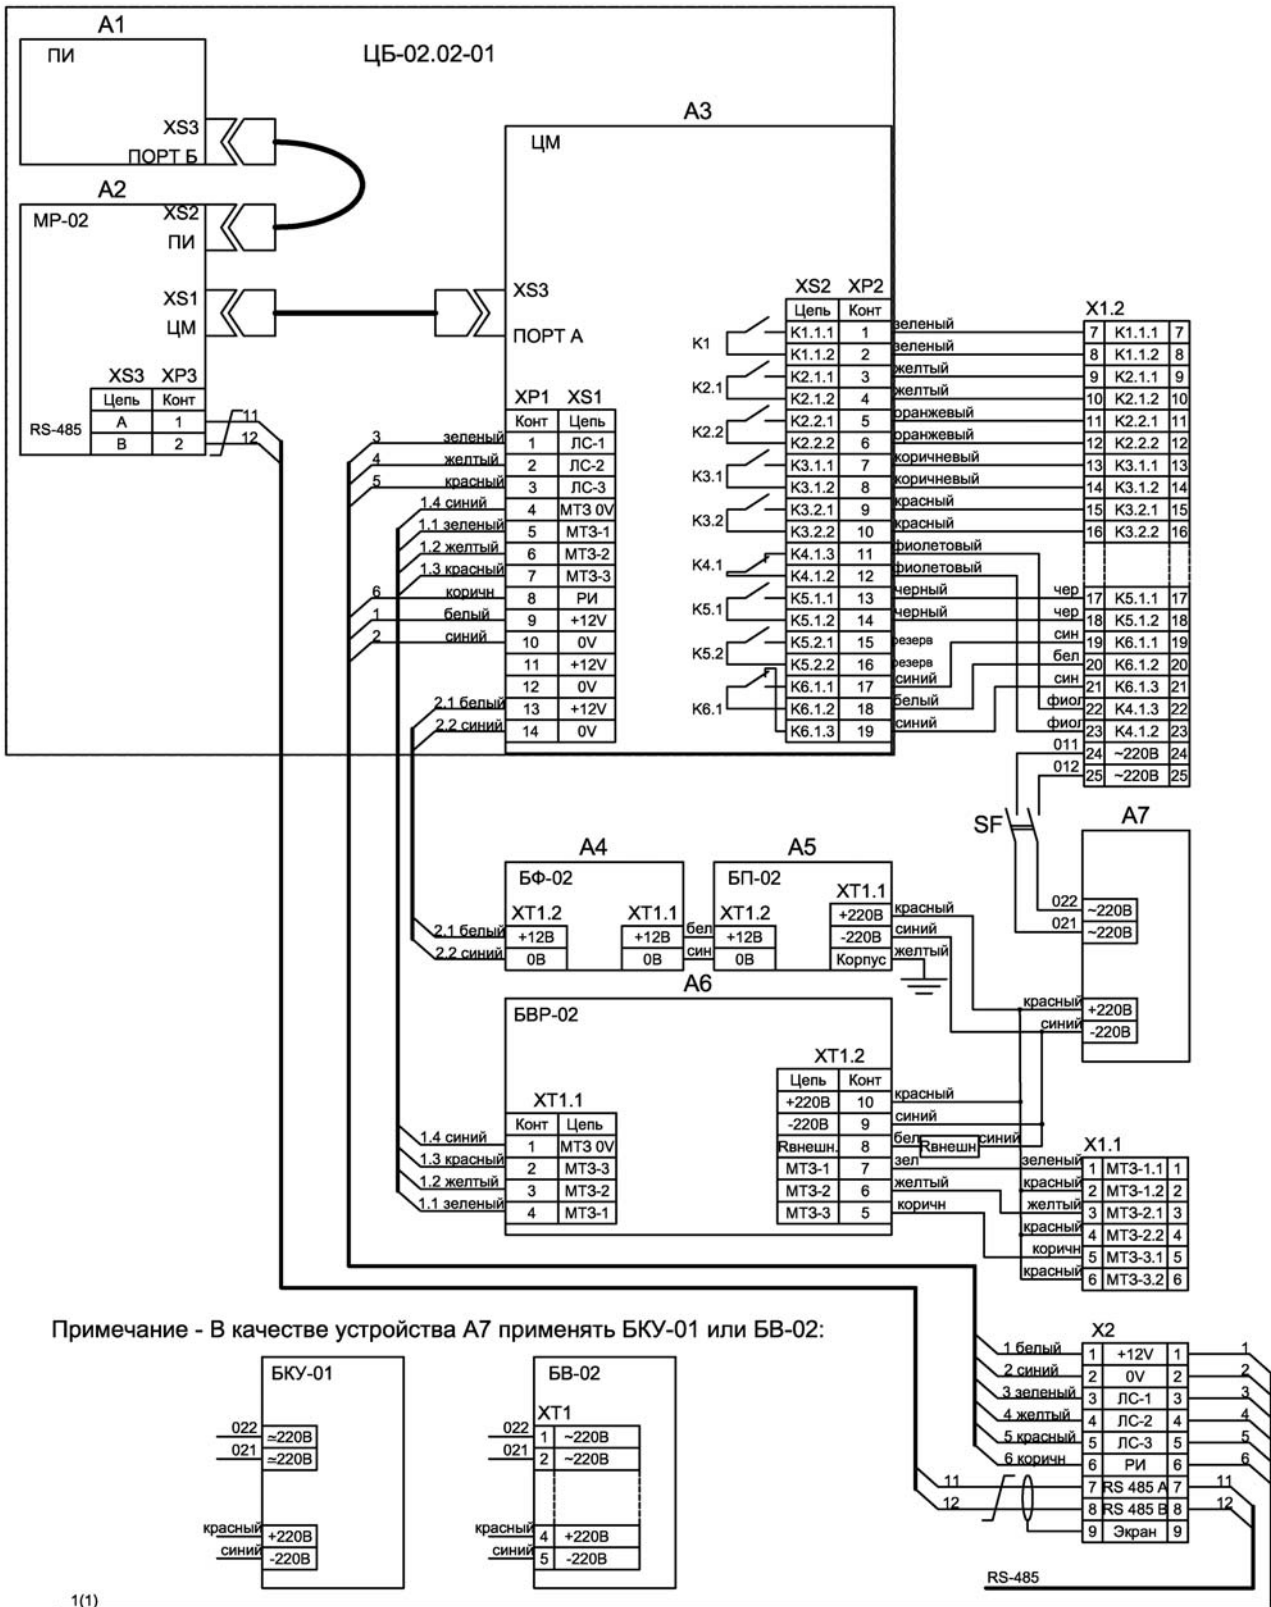 A1
ПИ
ЦБ-02.02-01
XS3
ПОРТ Б
A2
МР-02
XS2
ПИ
XS1
ЦМ
XS3 XP3
Цепь Конт
RS-485
A 1
B 2
11
12
A3
ЦМ
XS3
ПОРТ А
XP1 XS1
Конт Цепь
3 зеленый 1 ЛС-1
4 желтый 2 ЛС-2
5 красный 3 ЛС-3
1.4 синий 4 МТЗ 0V
1.1 зеленый 5 МТЗ-1
1.2 желтый 6 МТЗ-2
1.3 красный 7 МТЗ-3
6 коричн 8 РИ
1 белый 9 +12V
2 синий 10 0V
11 +12V
12 0V
2.1 белый 13 +12V
2.2 синий 14 0V
K1
K2.1
K2.2
K3.1
K3.2
K4.1
K5.1
K5.2
K6.1
XS2 XP2
Цепь Конт
K1.1.1 1 зеленый
K1.1.2 2 зеленый
K2.1.1 3 желтый
K2.1.2 4 желтый
K2.2.1 5 оранжевый
K2.2.2 6 оранжевый
K3.1.1 7 коричневый
K3.1.2 8 коричневый
K3.2.1 9 красный
K3.2.2 10 красный
K4.1.3 11 фиолетовый
K4.1.2 12 фиолетовый
K5.1.1 13 черный
K5.1.2 14 черный
K5.2.1 15 резерв
K5.2.2 16 резерв
K6.1.1 17 синий
K6.1.2 18 белый
K6.1.3 19 синий
X1.2
7 K1.1.1 7
8 K1.1.2 8
9 K2.1.1 9
10 K2.1.2 10
11 K2.2.1 11
12 K2.2.2 12
13 K3.1.1 13
14 K3.1.2 14
15 K3.2.1 15
16 K3.2.2 16
чер 17 K5.1.1 17
чер 18 K5.1.2 18
син 19 K6.1.1 19
бел 20 K6.1.2 20
син 21 K6.1.3 21
фиол 22 K4.1.3 22
фиол 23 K4.1.2 23
011 24 ~220В 24
012 25 ~220В 25
SF
A7
022 ~220В
021 ~220В
красный +220В
синий -220В
A4
БФ-02
XT1.2 XT1.1
2.1 белый +12В +12В бел
2.2 синий 0В 0В син
A5
БП-02
XT1.2 XT1.1
+12В
0В
+220В красный
-220В синий
Корпус желтый
A6
БВР-02
XT1.1
Конт Цепь
1.4 синий 1 МТЗ 0V
1.3 красный 2 МТЗ-3
1.2 желтый 3 МТЗ-2
1.1 зеленый 4 МТЗ-1
XT1.2
Цепь Конт
+220В 10 красный
-220В 9 синий
Rвнешн. 8 бел Rвнешн синий
МТЗ-1 7 зел
МТЗ-2 6 желтый
МТЗ-3 5 коричн
X1.1
зеленый 1 МТЗ-1.1 1
красный 2 МТЗ-1.2 2
желтый 3 МТЗ-2.1 3
красный 4 МТЗ-2.2 4
коричн 5 МТЗ-3.1 5
красный 6 МТЗ-3.2 6
Примечание - В качестве устройства А7 применять БКУ-01 или БВ-02:
БКУ-01
022 ≃220В
021 ≃220В
красный +220В
синий -220В
БВ-02
XT1
022 1 ~220В
021 2 ~220В
красный 4 +220В
синий 5 -220В
X2
1 белый 1 +12V 1 1
2 синий 2 0V 2 2
3 зеленый 3 ЛС-1 3 3
4 желтый 4 ЛС-2 4 4
5 красный 5 ЛС-3 5 5
6 коричн 6 РИ 6 6
11 7 RS 485 A 7 11
12 8 RS 485 B 8 12
9 Экран 9
RS-485
1(1)